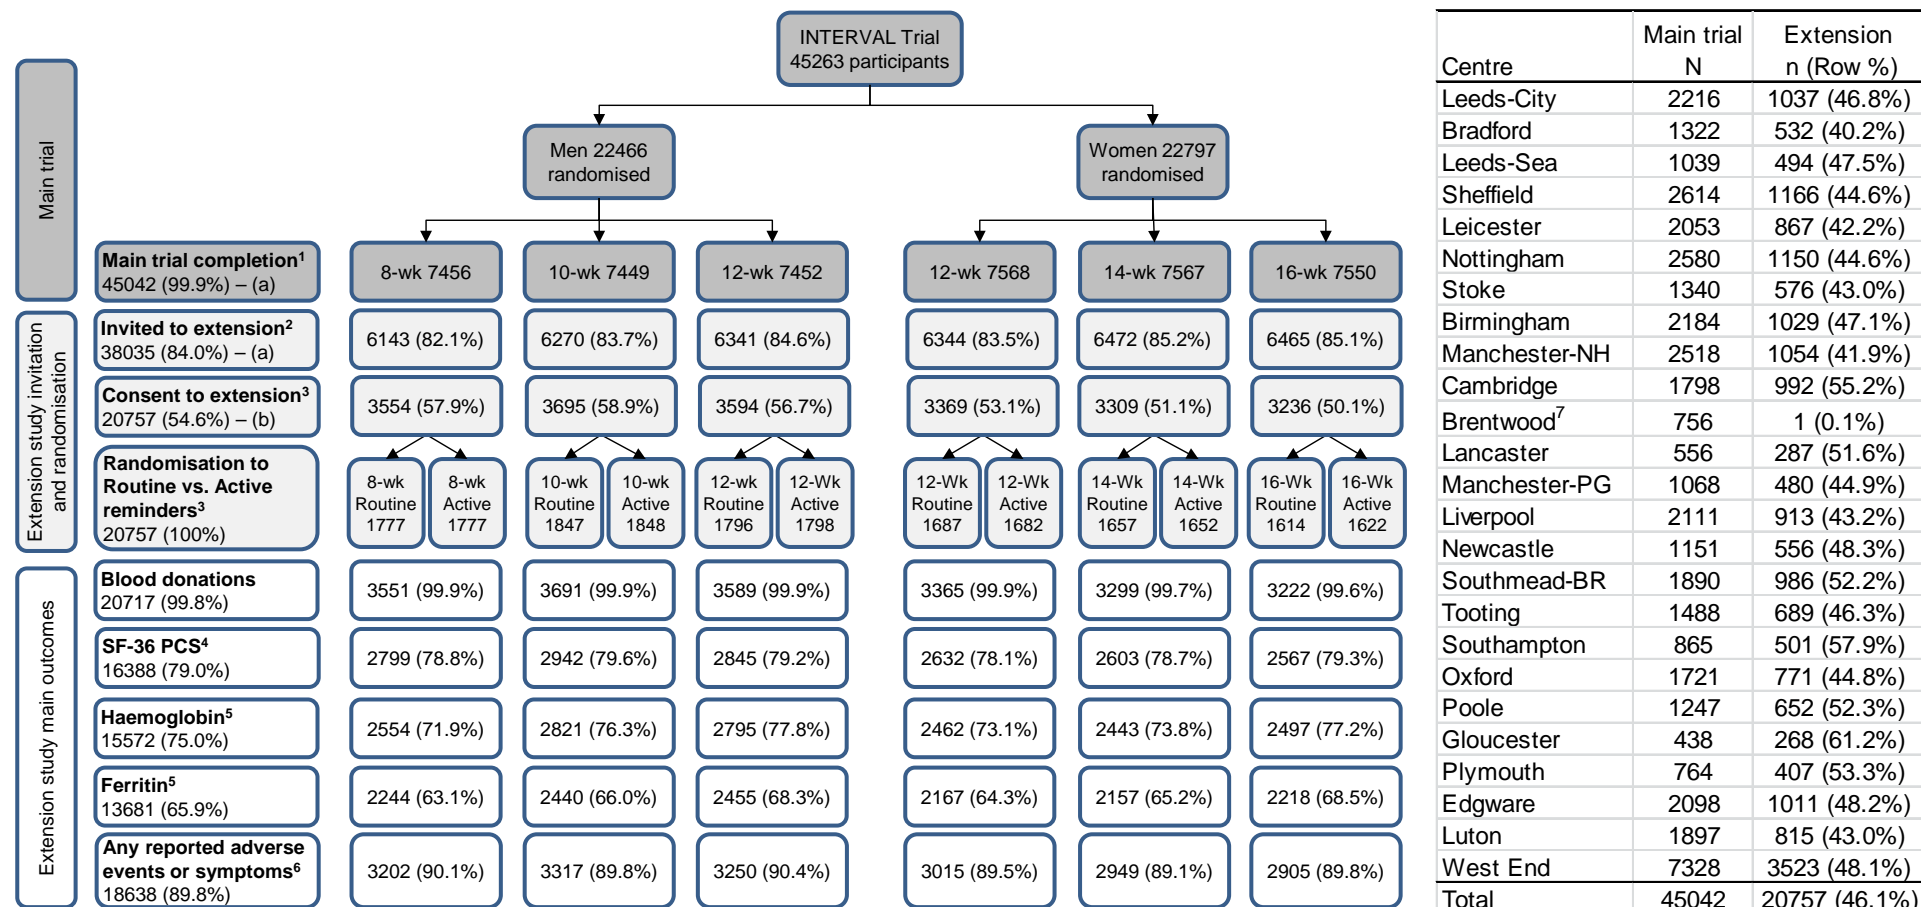 INTERVAL Trial
45263 participants
Men 22466
randomised
Women 22797
randomised
Main trial
Main trial completion¹
45042 (99.9%) – (a)
8-wk 7456
10-wk 7449
12-wk 7452
12-wk 7568
14-wk 7567
16-wk 7550
Extension study invitation
and randomisation
Invited to extension²
38035 (84.0%) – (a)
6143 (82.1%)
6270 (83.7%)
6341 (84.6%)
6344 (83.5%)
6472 (85.2%)
6465 (85.1%)
Consent to extension³
20757 (54.6%) – (b)
3554 (57.9%)
3695 (58.9%)
3594 (56.7%)
3369 (53.1%)
3309 (51.1%)
3236 (50.1%)
Randomisation to
Routine vs. Active
reminders³
20757 (100%)
8-wk
Routine
1777
8-wk
Active
1777
10-wk
Routine
1847
10-wk
Active
1848
12-wk
Routine
1796
12-Wk
Active
1798
12-Wk
Routine
1687
12-Wk
Active
1682
14-Wk
Routine
1657
14-Wk
Active
1652
16-Wk
Routine
1614
16-Wk
Active
1622
Extension study main outcomes
Blood donations
20717 (99.8%)
3551 (99.9%)
3691 (99.9%)
3589 (99.9%)
3365 (99.9%)
3299 (99.7%)
3222 (99.6%)
SF-36 PCS⁴
16388 (79.0%)
2799 (78.8%)
2942 (79.6%)
2845 (79.2%)
2632 (78.1%)
2603 (78.7%)
2567 (79.3%)
Haemoglobin⁵
15572 (75.0%)
2554 (71.9%)
2821 (76.3%)
2795 (77.8%)
2462 (73.1%)
2443 (73.8%)
2497 (77.2%)
Ferritin⁵
13681 (65.9%)
2244 (63.1%)
2440 (66.0%)
2455 (68.3%)
2167 (64.3%)
2157 (65.2%)
2218 (68.5%)
Any reported adverse
events or symptoms⁶
18638 (89.8%)
3202 (90.1%)
3317 (89.8%)
3250 (90.4%)
3015 (89.5%)
2949 (89.1%)
2905 (89.8%)
Main trial Extension
Centre N n (Row %)
Leeds-City 2216 1037 (46.8%)
Bradford 1322 532 (40.2%)
Leeds-Sea 1039 494 (47.5%)
Sheffield 2614 1166 (44.6%)
Leicester 2053 867 (42.2%)
Nottingham 2580 1150 (44.6%)
Stoke 1340 576 (43.0%)
Birmingham 2184 1029 (47.1%)
Manchester-NH 2518 1054 (41.9%)
Cambridge 1798 992 (55.2%)
Brentwood⁷ 756 1 (0.1%)
Lancaster 556 287 (51.6%)
Manchester-PG 1068 480 (44.9%)
Liverpool 2111 913 (43.2%)
Newcastle 1151 556 (48.3%)
Southmead-BR 1890 986 (52.2%)
Tooting 1488 689 (46.3%)
Southampton 865 501 (57.9%)
Oxford 1721 771 (44.8%)
Poole 1247 652 (52.3%)
Gloucester 438 268 (61.2%)
Plymouth 764 407 (53.3%)
Edgware 2098 1011 (48.2%)
Luton 1897 815 (43.0%)
West End 7328 3523 (48.1%)
Total 45042 20757 (46.1%)